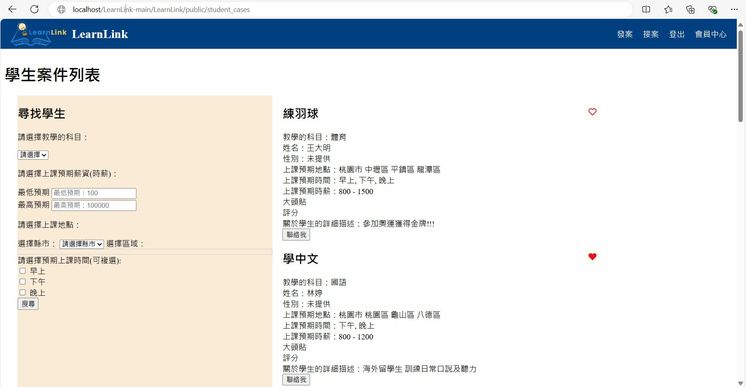 localhost/LearnLink-main/LearnLink/public/student_cases
LearnLink LearnLink 發案 接案 登出 會員中心
學生案件列表
尋找學生
請選擇教學的科目：
請選擇
請選擇上課預期薪資(時薪)：
最低預期 最低預期：100
最高預期 最高預期：100000
請選擇上課地點：
選擇縣市： 請選擇縣市 選擇區域：
請選擇預期上課時間(可複選):
早上
下午
晚上
搜尋
練羽球
教學的科目：體育
姓名：王大明
性別：未提供
上課預期地點：桃園市 中壢區 平鎮區 龍潭區
上課預期時間：早上, 下午, 晚上
上課預期時薪：800 - 1500
大頭貼
評分
關於學生的詳細描述：參加奧運獲得金牌!!!
聯絡我
學中文
教學的科目：國語
姓名：林婷
性別：未提供
上課預期地點：桃園市 桃園區 龜山區 八德區
上課預期時間：下午, 晚上
上課預期時薪：800 - 1200
大頭貼
評分
關於學生的詳細描述：海外留學生 訓練日常口說及聽力
聯絡我